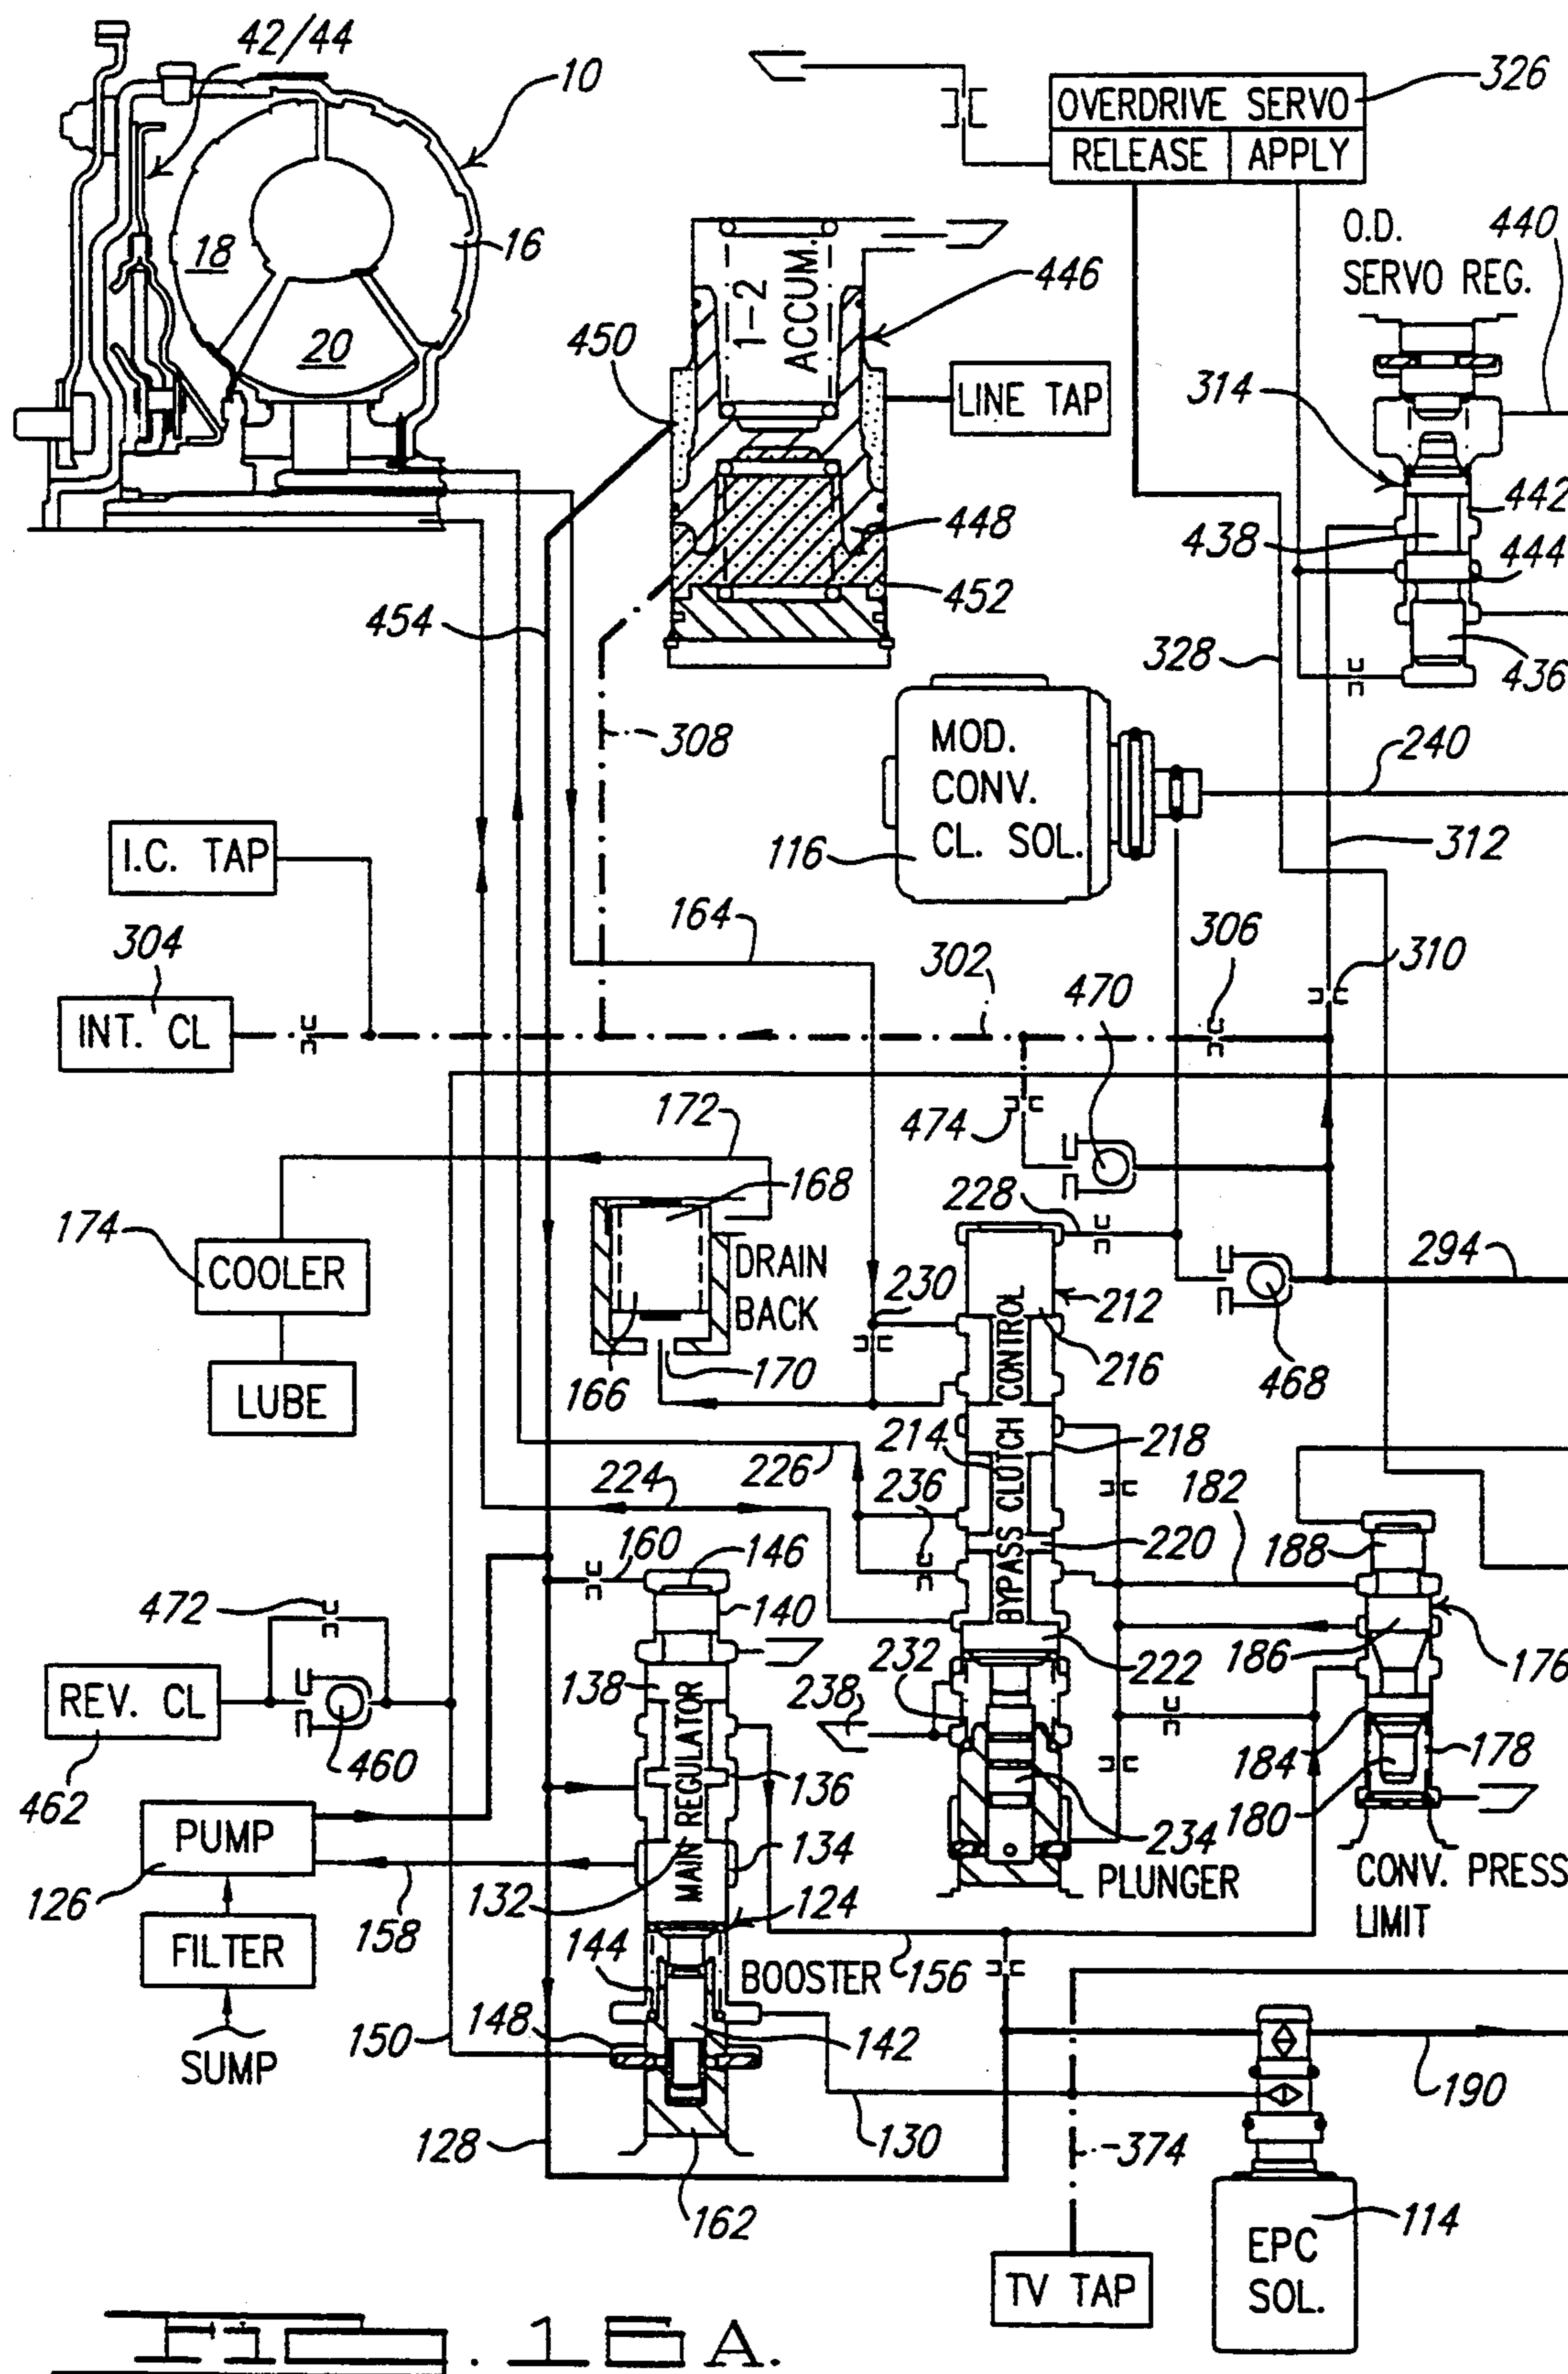 42/44
10
326
OVERDRIVE SERVO
RELEASE APPLY
18
16
20
1-2
ACCUM.
446
450
LINE TAP
O.D.
SERVO REG.
440
314
442
438
444
448
452
454
328
436
308
MOD.
CONV.
CL. SOL.
116
240
312
I.C. TAP
164
304
INT. CL
302
306
310
470
474
172
168
174
COOLER
DRAIN
BACK
228
294
230
212
LUBE
166
170
216
468
214
218
BYPASS CLUTCH CONTROL
226
224
236
182
160
146
220
188
472
140
186
176
REV. CL
138
232
222
238
460
462
MAIN REGULATOR
136
184
178
PUMP
180
126
134
234
PLUNGER
132
158
CONV. PRESS
LIMIT
124
FILTER
144
BOOSTER
156
148
142
150
SUMP
190
128
130
374
162
114
EPC
SOL.
TV TAP